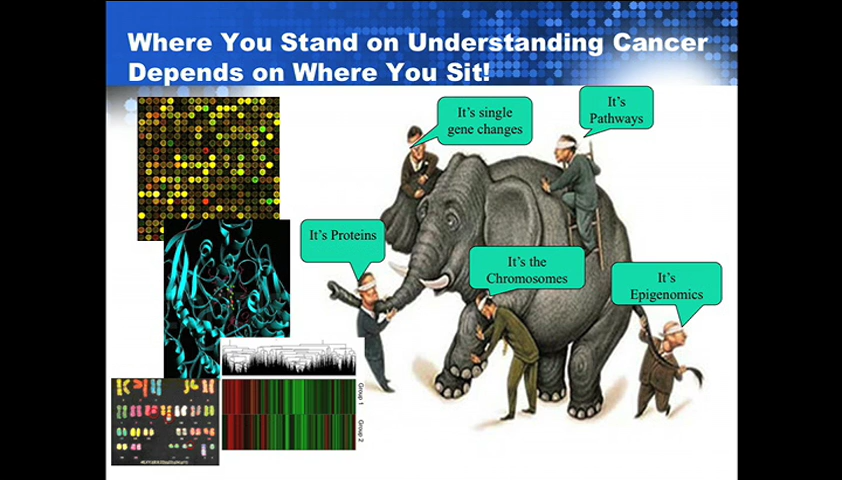 Where You Stand on Understanding Cancer
Depends on Where You Sit!
It's single
gene changes
It's
Pathways
It's Proteins
It's the
Chromosomes
It's
Epigenomics
Group 1
Group 2